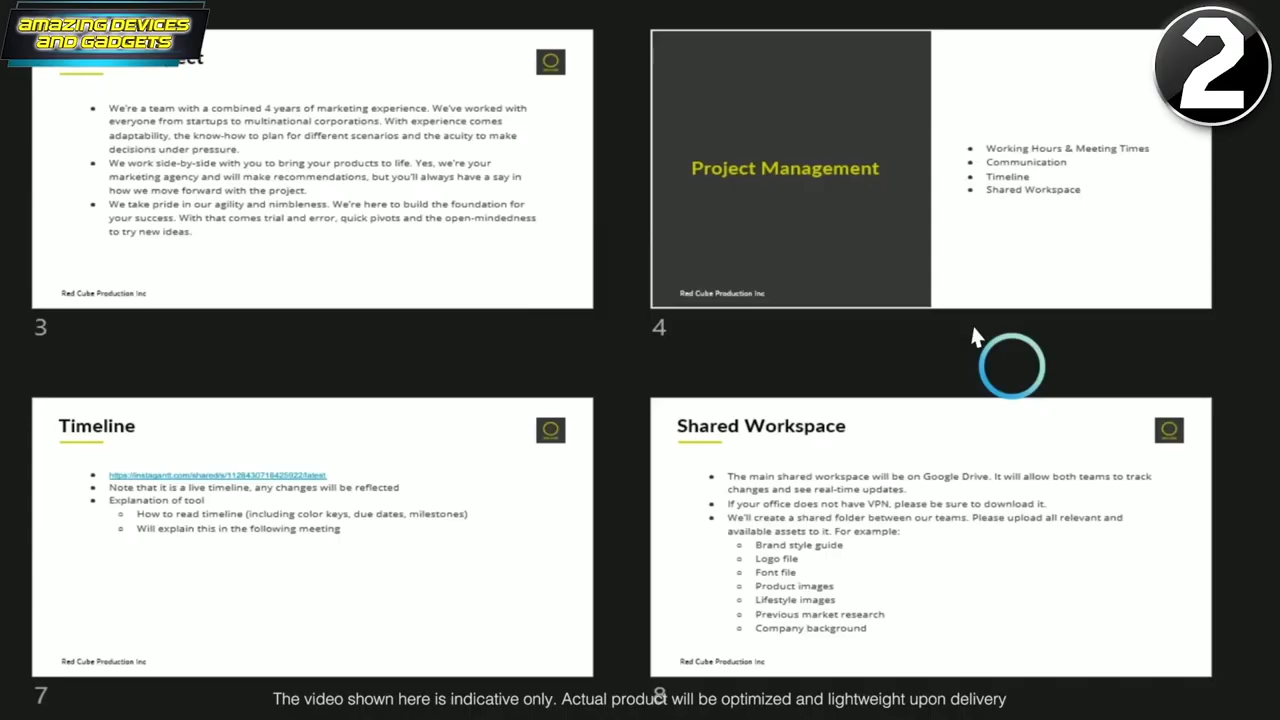 AMAZING DEVICES
AND GADGETS
2
We're a team with a combined 4 years of marketing experience. We've worked with
everyone from startups to multinational corporations. With experience comes
adaptability, the know-how to plan for different scenarios and the acuity to make
decisions under pressure.
We work side-by-side with you to bring your products to life. Yes, we're your
marketing agency and will make recommendations, but you'll always have a say in
how we move forward with the project.
We take pride in our agility and nimbleness. We're here to build the foundation for
your success. With that comes trial and error, quick pivots and the open-mindedness
to try new ideas.
Red Cube Production Inc
3
Project Management
Working Hours & Meeting Times
Communication
Timeline
Shared Workspace
Red Cube Production Inc
4
Timeline
https://instagantt.com/shared/s/1128430718425922/latest
Note that it is a live timeline, any changes will be reflected
Explanation of tool
How to read timeline (including color keys, due dates, milestones)
Will explain this in the following meeting
Red Cube Production Inc
7
Shared Workspace
The main shared workspace will be on Google Drive. It will allow both teams to track
changes and see real-time updates.
If your office does not have VPN, please be sure to download it.
We'll create a shared folder between our teams. Please upload all relevant and
available assets to it. For example:
Brand style guide
Logo file
Font file
Product images
Lifestyle images
Previous market research
Company background
Red Cube Production Inc
8
The video shown here is indicative only. Actual product will be optimized and lightweight upon delivery